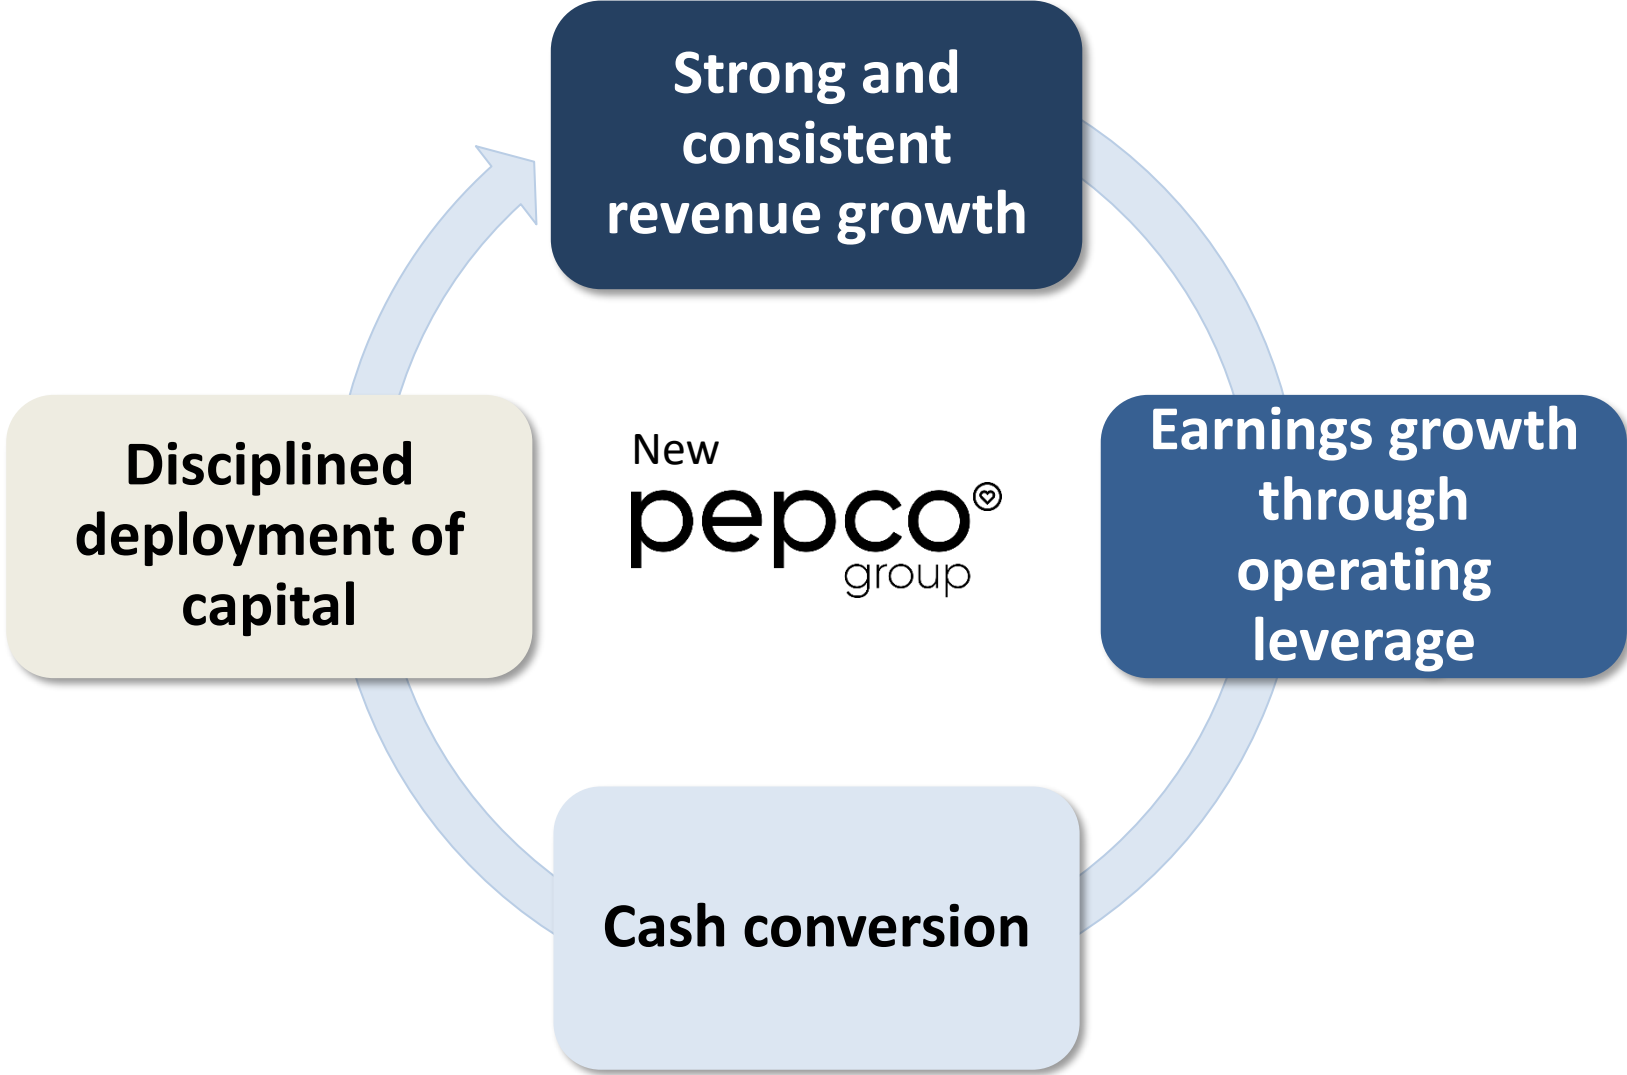 Strong and
consistent
revenue growth
Earnings growth
through
operating
leverage
Cash conversion
Disciplined
deployment of
capital
New
pepco
group